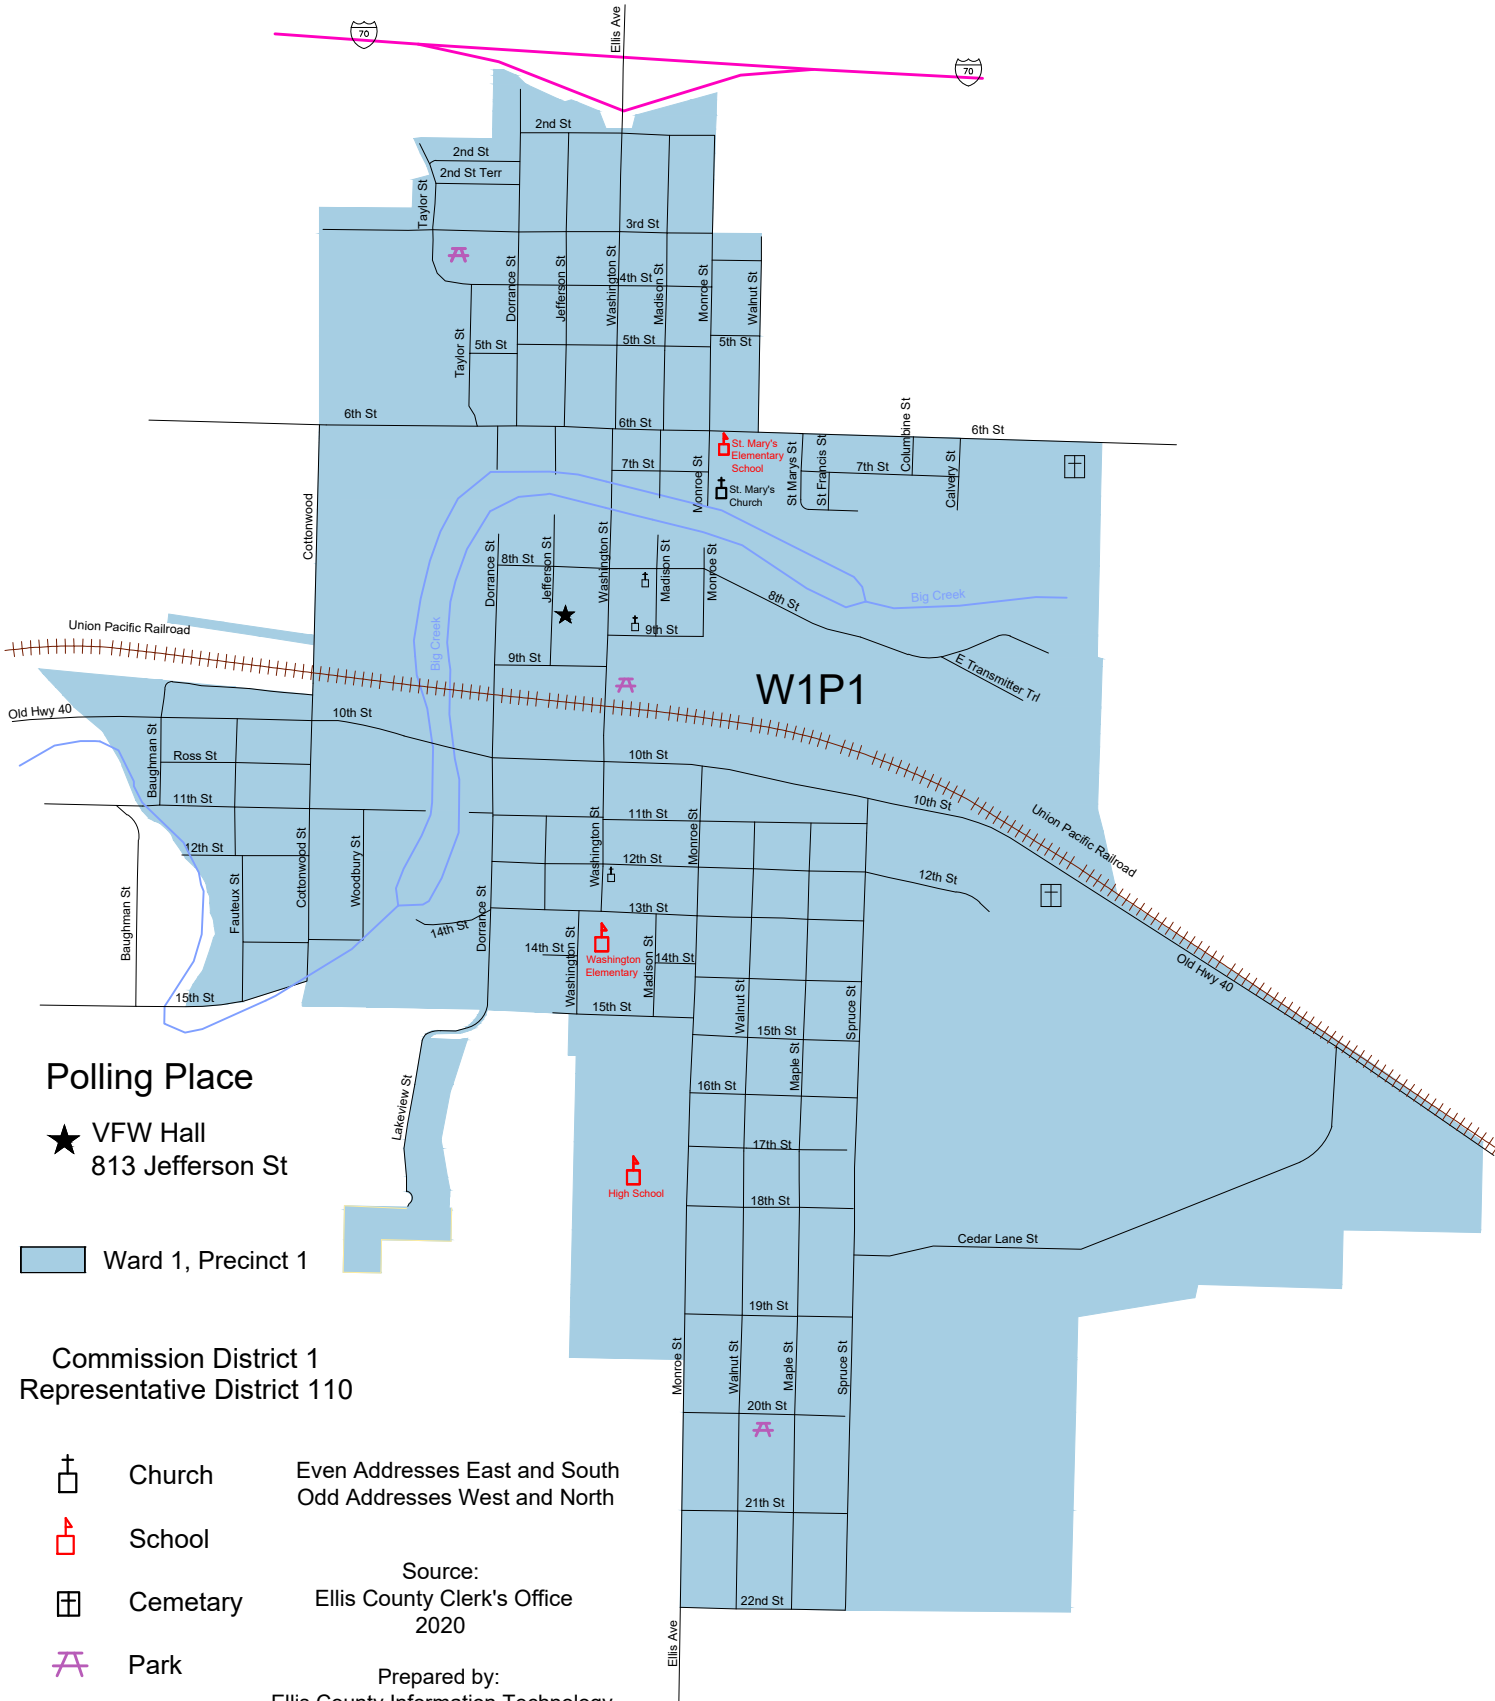 Ellis Ave
70
70
2nd St
2nd St
2nd St Terr
Taylor St
3rd St
4th St
Dorrance St
Jefferson St
Washington St
Madison St
Monroe St
Walnut St
Taylor St
5th St
5th St
5th St
6th St
6th St
6th St
Columbine St
St. Mary's
Elementary
School
7th St
Monroe St
St. Mary's
Church
St Marys St
St Francis St
7th St
Calvery St
Cottonwood
Dorrance St
8th St
Jefferson St
Washington St
Madison St
Monroe St
8th St
Big Creek
Big Creek
Union Pacific Railroad
9th St
9th St
E Transmitter Trl
W1P1
Old Hwy 40
10th St
10th St
10th St
Union Pacific Railroad
Baughman St
Ross St
11th St
11th St
12th St
Cottonwood St
Woodbury St
Washington St
12th St
Monroe St
12th St
Baughman St
Fauteux St
Dorrance St
14th St
13th St
14th St
Washington St
Washington
Elementary
Madison St
14th St
Old Hwy 40
15th St
15th St
Walnut St
15th St
Spruce St
Maple St
Polling Place
VFW Hall
813 Jefferson St
Lakeview St
16th St
17th St
High School
18th St
Cedar Lane St
Ward 1, Precinct 1
19th St
Monroe St
Walnut St
Maple St
Spruce St
Commission District 1
Representative District 110
20th St
Church
Even Addresses East and South
Odd Addresses West and North
21th St
School
Source:
Ellis County Clerk's Office
2020
Cemetary
22nd St
Ellis Ave
Park
Prepared by:
Ellis County Information Technology